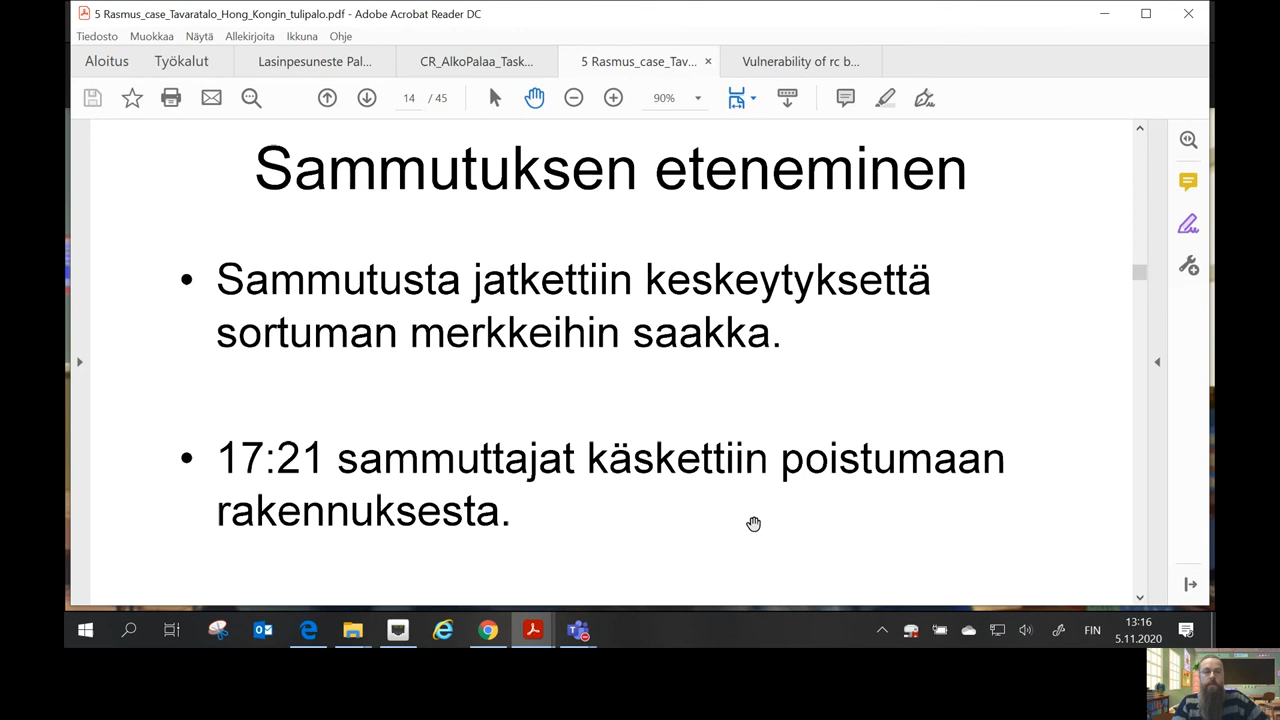 5 Rasmus_case_Tavaratalo_Hong_Kongin_tulipalo.pdf - Adobe Acrobat Reader DC
Tiedosto Muokkaa Näytä Allekirjoita Ikkuna Ohje
Aloitus Työkalut Lasinpesuneste Pal... CR_AlkoPalaa_Task... 5 Rasmus_case_Tav... × Vulnerability of rc b...
14 / 45 90%
Sammutuksen eteneminen
• Sammutusta jatkettiin keskeytyksettä
sortuman merkkeihin saakka.
• 17:21 sammuttajat käskettiin poistumaan
rakennuksesta.
FIN 13:16
5.11.2020